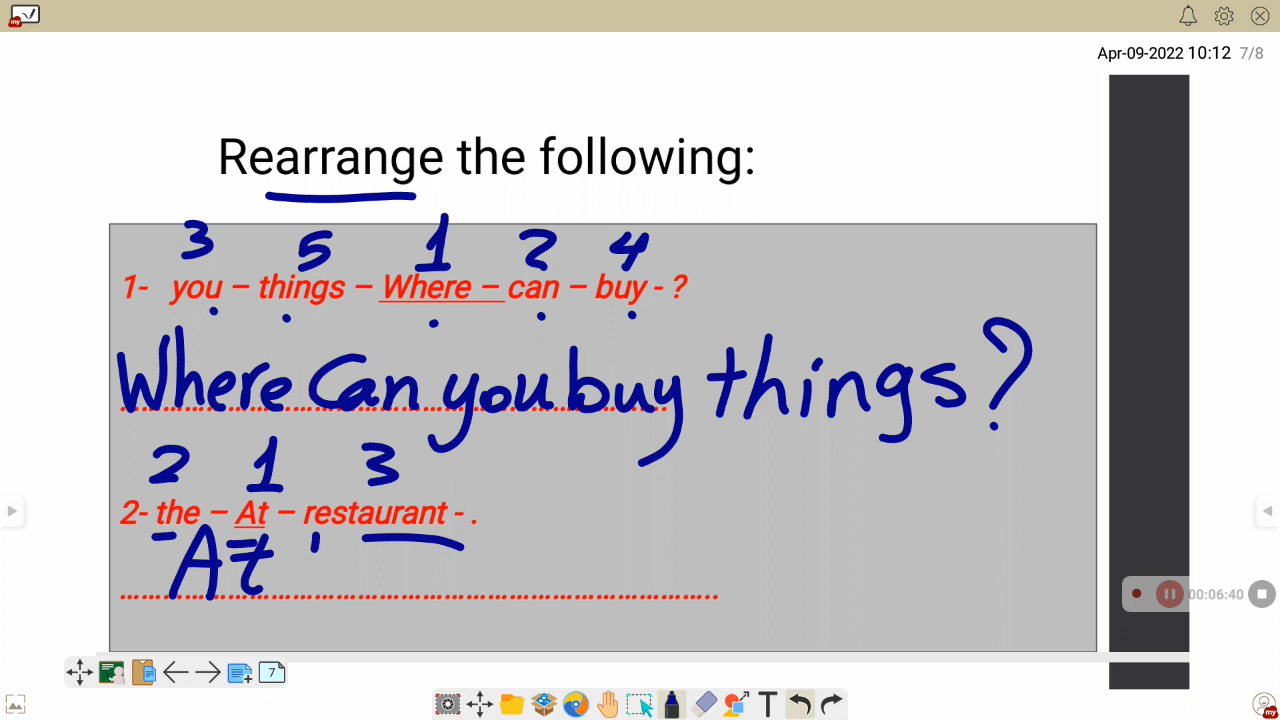 my
Apr-09-2022 10:12 7/8
Rearrange the following:
3 5 1 2 4
1- you – things – Where – can – buy - ?
Where Can you buy things?
2 1 3
2- the – At – restaurant - .
At
00:06:40
7
T
my